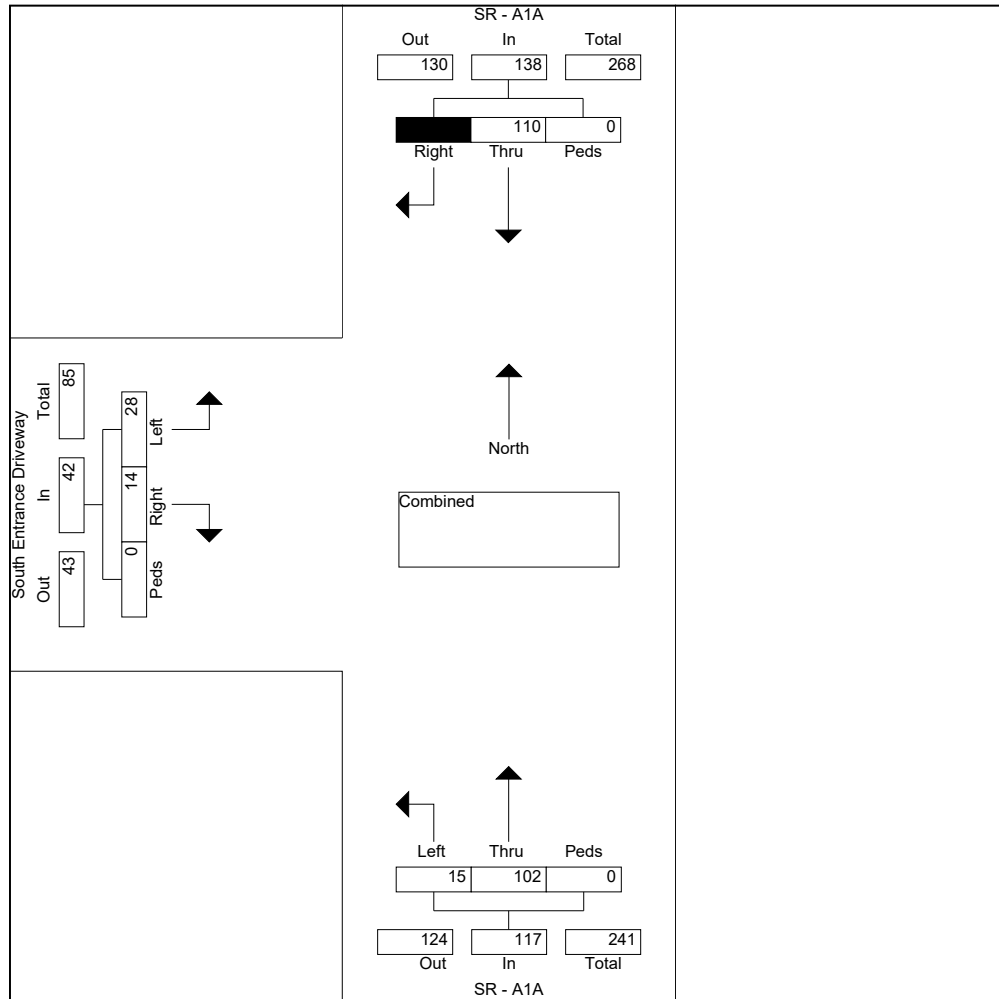 SR - A1A
Out In Total
130 138 268
110 0
Right Thru Peds
South Entrance Driveway
Out In Total
43 42 85
0 14 28
Peds Right Left
North
Combined
Left Thru Peds
15 102 0
124 117 241
Out In Total
SR - A1A